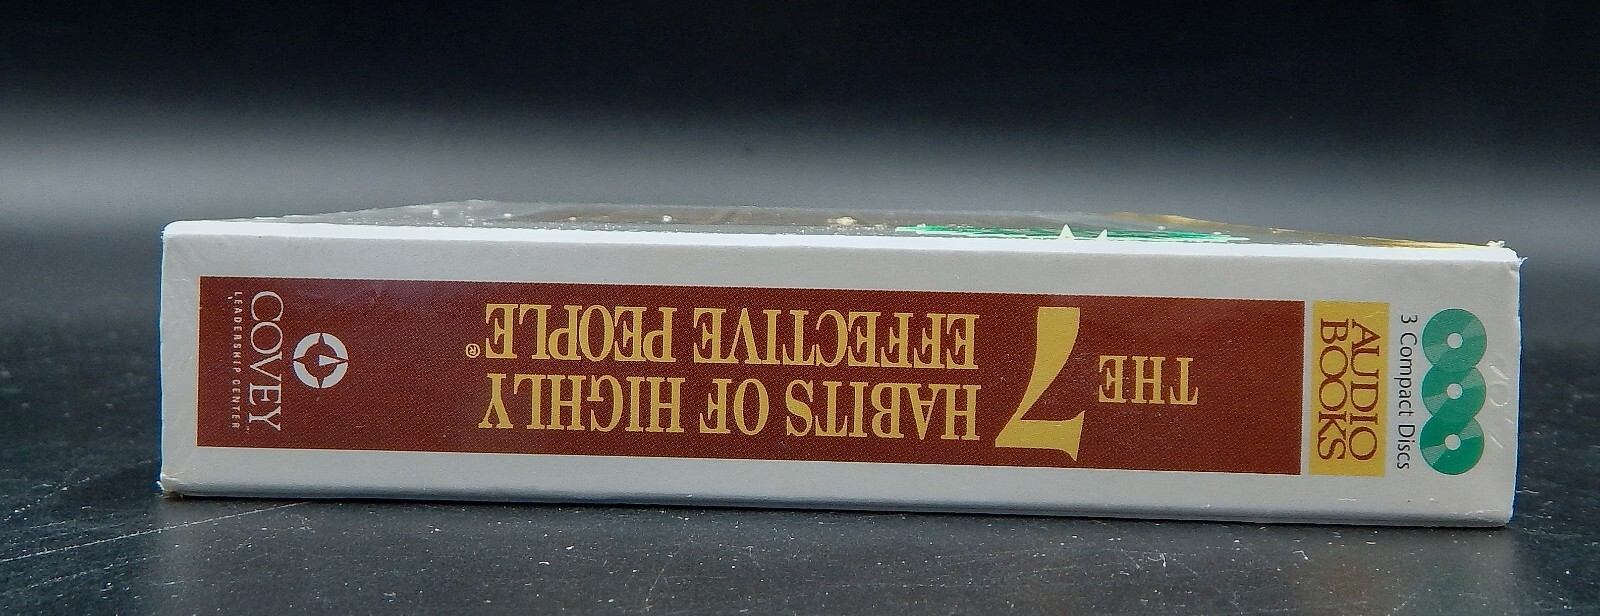 AUDIO
BOOKS
3 Compact Discs
THE
7
HABITS OF HIGHLY
EFFECTIVE PEOPLE®
COVEY
LEADERSHIP CENTER